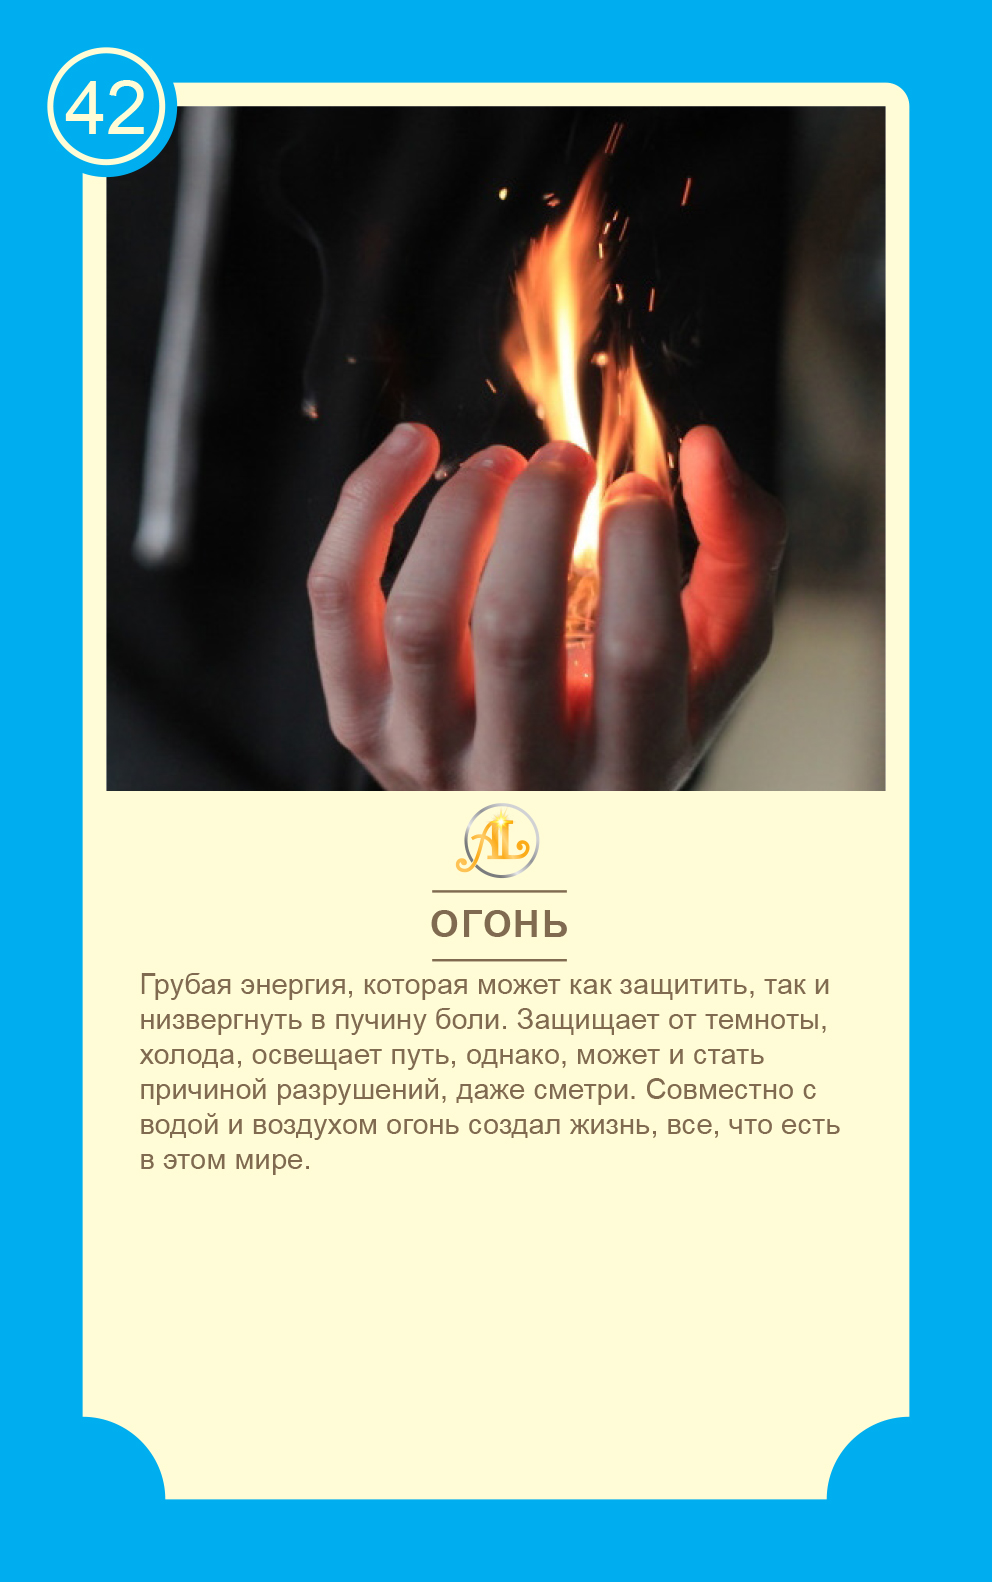 42
AL
ОГОНЬ
Грубая энергия, которая может как защитить, так и
низвергнуть в пучину боли. Защищает от темноты,
холода, освещает путь, однако, может и стать
причиной разрушений, даже сметри. Совместно с
водой и воздухом огонь создал жизнь, все, что есть
в этом мире.